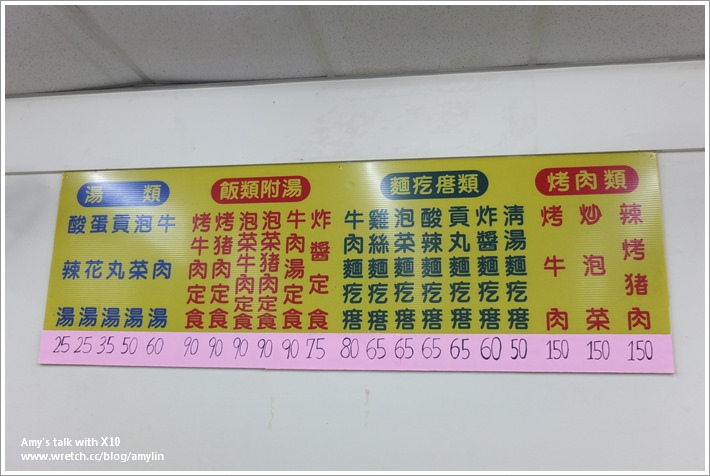 湯類
酸辣湯 25
蛋花湯 25
貢丸湯 35
泡菜湯 50
牛肉湯 60
飯類附湯
烤牛肉定食 90
烤豬肉定食 90
泡菜牛肉定食 90
泡菜豬肉定食 90
牛肉湯定食 90
炸醬定食 75
麵疙瘩類
牛肉麵疙瘩 80
雞絲麵疙瘩 65
泡菜麵疙瘩 65
酸辣麵疙瘩 65
貢丸麵疙瘩 65
炸醬麵疙瘩 60
清湯麵疙瘩 50
烤肉類
烤牛肉 150
炒泡菜 150
辣烤豬肉 150
Amy's talk with X10
www.wretch.cc/blog/amylin